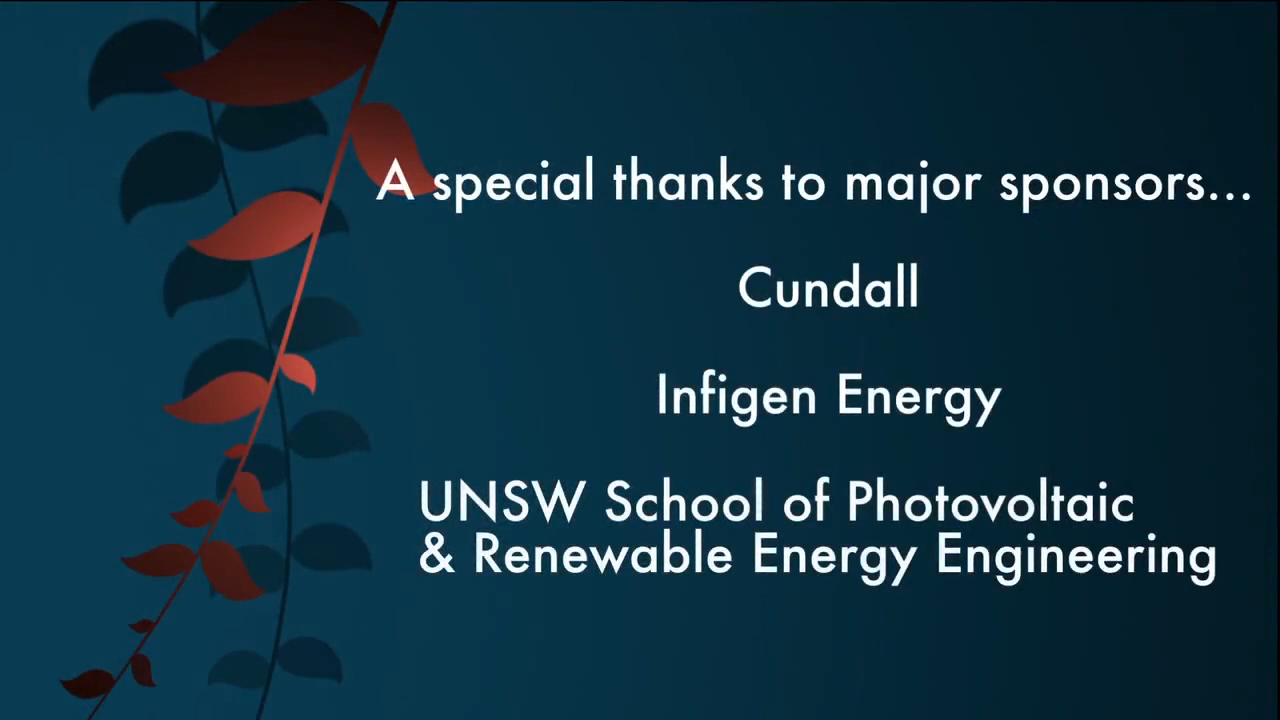 A special thanks to major sponsors...
Cundall
Infigen Energy
UNSW School of Photovoltaic
& Renewable Energy Engineering